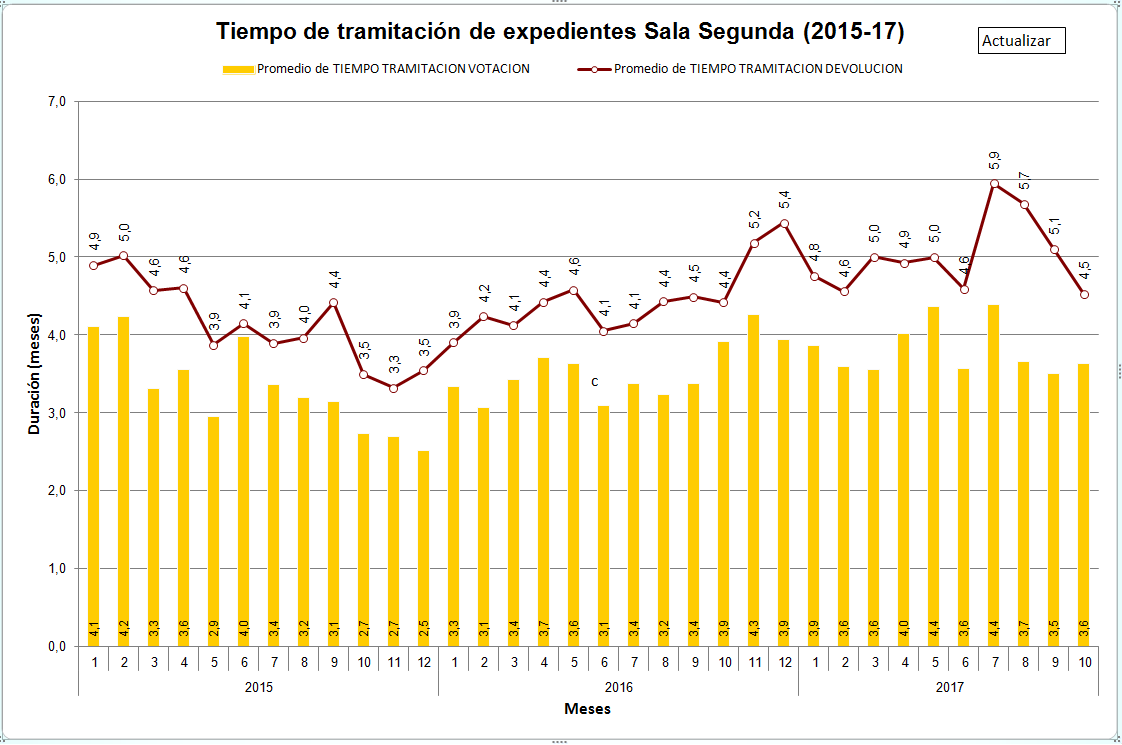 Tiempo de tramitación de expedientes Sala Segunda (2015-17)
Actualizar
Promedio de TIEMPO TRAMITACION VOTACION Promedio de TIEMPO TRAMITACION DEVOLUCION
7,0
6,0
5,0
4,0
3,0
2,0
1,0
0,0
Duración (meses)
4,9 5,0 4,6 4,6 3,9 4,1 3,9 4,0 4,4 3,5 3,3 3,5 3,9 4,2 4,1 4,4 4,6 4,1 4,1 4,4 4,5 4,4 5,2 5,4 4,8 4,6 5,0 4,9 5,0 4,6 5,9 5,7 5,1 4,5
c
4,1 4,2 3,3 3,6 2,9 4,0 3,4 3,2 3,1 2,7 2,7 2,5 3,3 3,1 3,4 3,7 3,6 3,1 3,4 3,2 3,4 3,9 4,3 3,9 3,9 3,6 3,6 4,0 4,4 3,6 4,4 3,7 3,5 3,6
1 2 3 4 5 6 7 8 9 10 11 12 1 2 3 4 5 6 7 8 9 10 11 12 1 2 3 4 5 6 7 8 9 10
2015 2016 2017
Meses